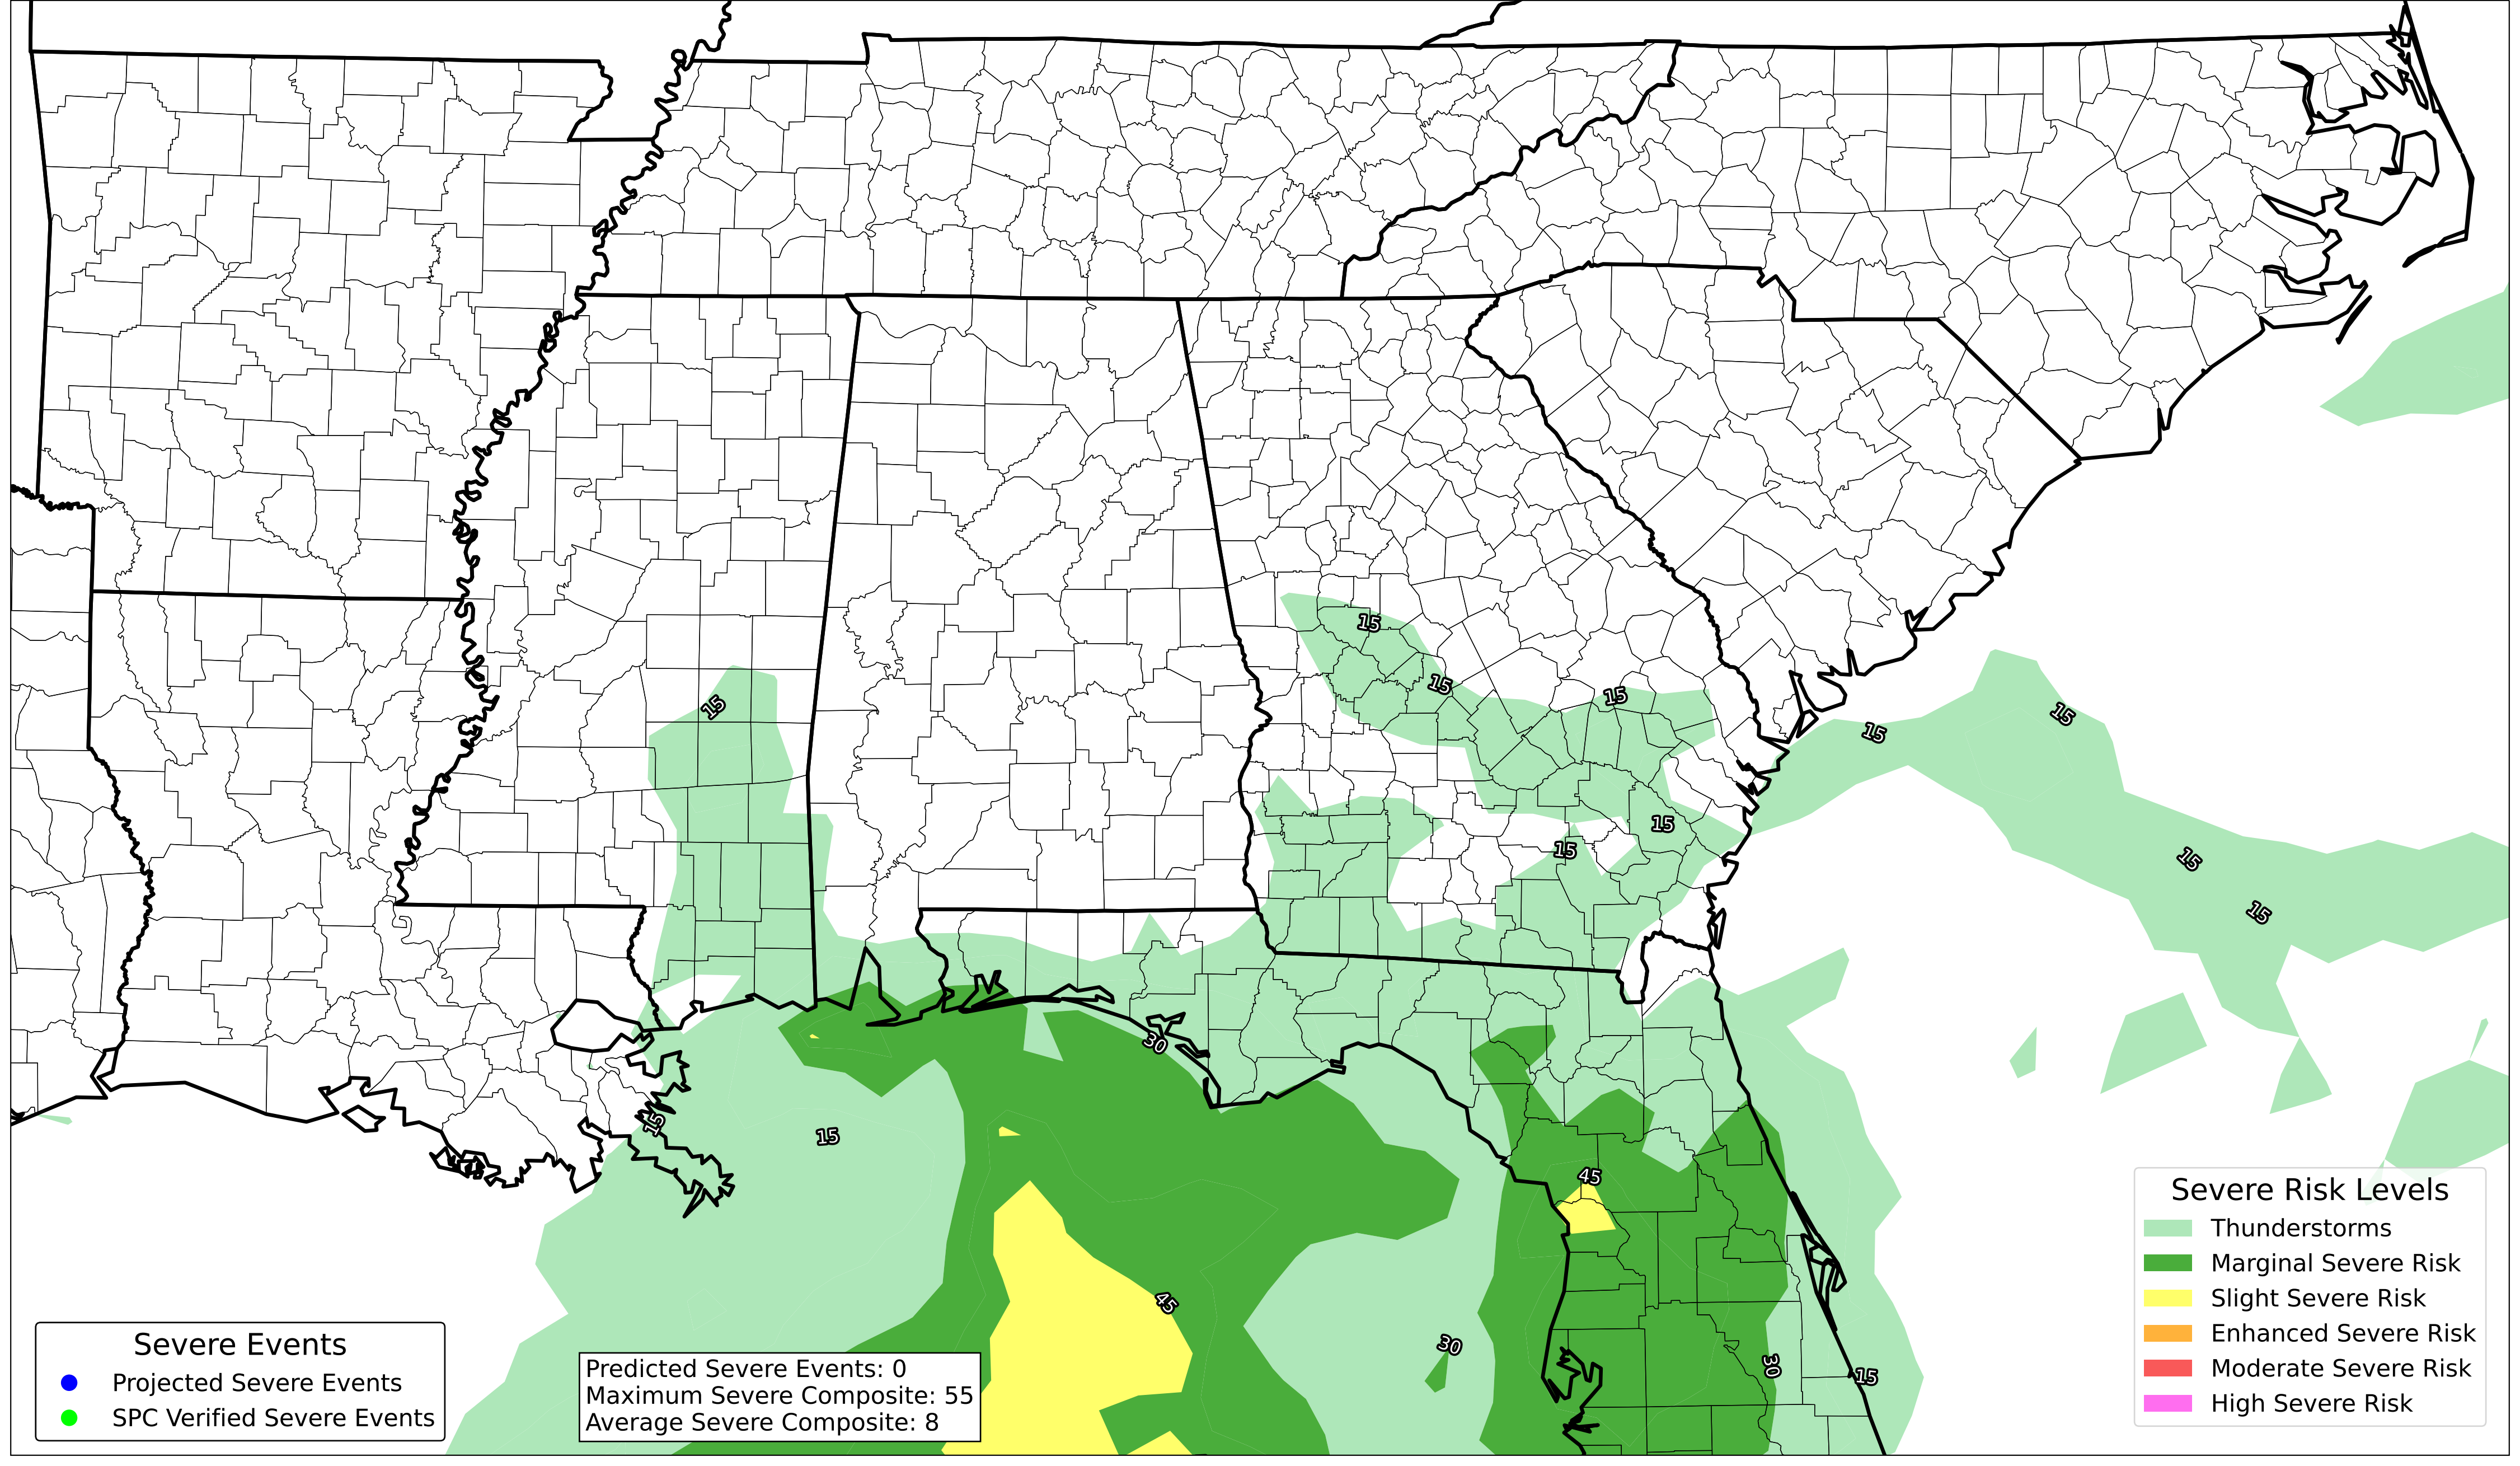 15
15
15
15
15
15
15
15
15
15
30
15
15
45
45
30
30
15
Severe Events
Projected Severe Events
SPC Verified Severe Events
Predicted Severe Events: 0
Maximum Severe Composite: 55
Average Severe Composite: 8
Severe Risk Levels
Thunderstorms
Marginal Severe Risk
Slight Severe Risk
Enhanced Severe Risk
Moderate Severe Risk
High Severe Risk